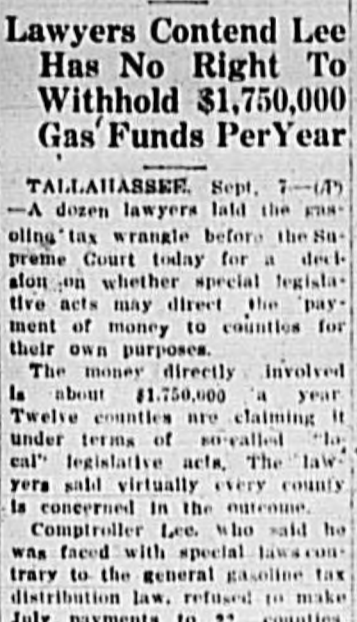 Lawyers Contend Lee
Has No Right To
Withhold $1,750,000
Gas Funds Per Year
TALLAHASSEE, Sept. 7—(AP)
—A dozen lawyers laid the gas-
oline tax wrangle before the Su-
preme Court today for a deci-
sion on whether special legisla-
tive acts may direct the pay-
ment of money to counties for
their own purposes.
The money directly involved
is about $1,750,000 a year
Twelve counties are claiming it
under terms of so-called "lo-
cal" legislative acts. The law-
yers said virtually every county
is concerned in the outcome.
Comptroller Lee, who said he
was faced with special laws con-
trary to the general gasoline tax
distribution law, refused to make
July payments to 22 counties